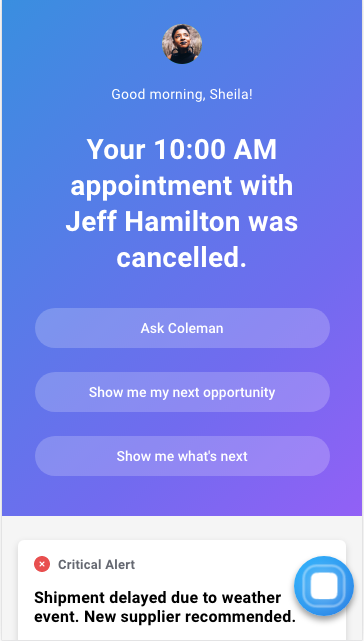 Good morning, Sheila!
Your 10:00 AM
appointment with
Jeff Hamilton was
cancelled.
Ask Coleman
Show me my next opportunity
Show me what's next
Critical Alert
Shipment delayed due to weather
event. New supplier recommended.